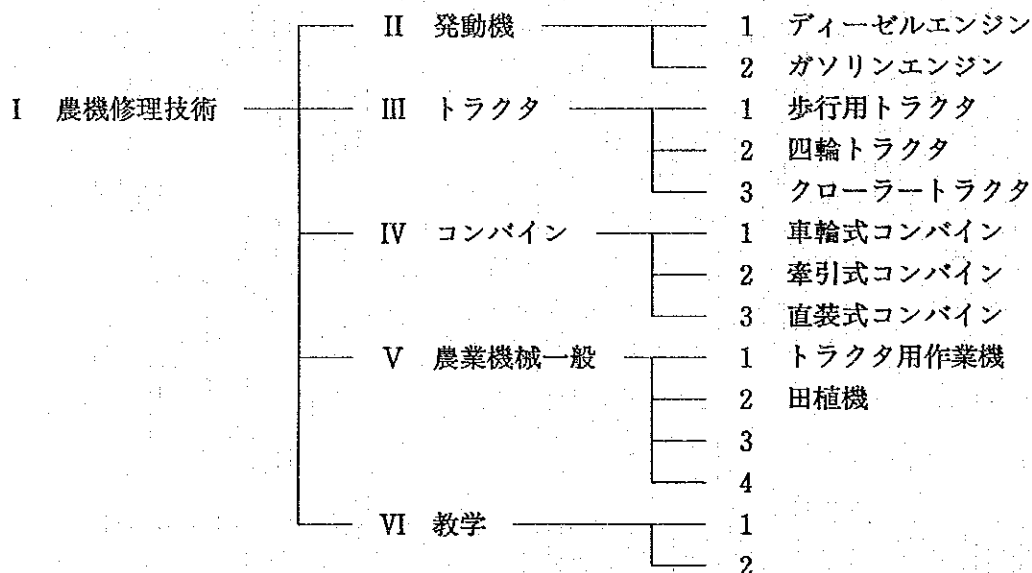 II 発動機 1 ディーゼルエンジン
2 ガソリンエンジン
I 農機修理技術 III トラクタ 1 歩行用トラクタ
2 四輪トラクタ
3 クローラートラクタ
IV コンバイン 1 車輪式コンバイン
2 牽引式コンバイン
3 直装式コンバイン
V 農業機械一般 1 トラクタ用作業機
2 田植機
3
4
VI 教学 1
2